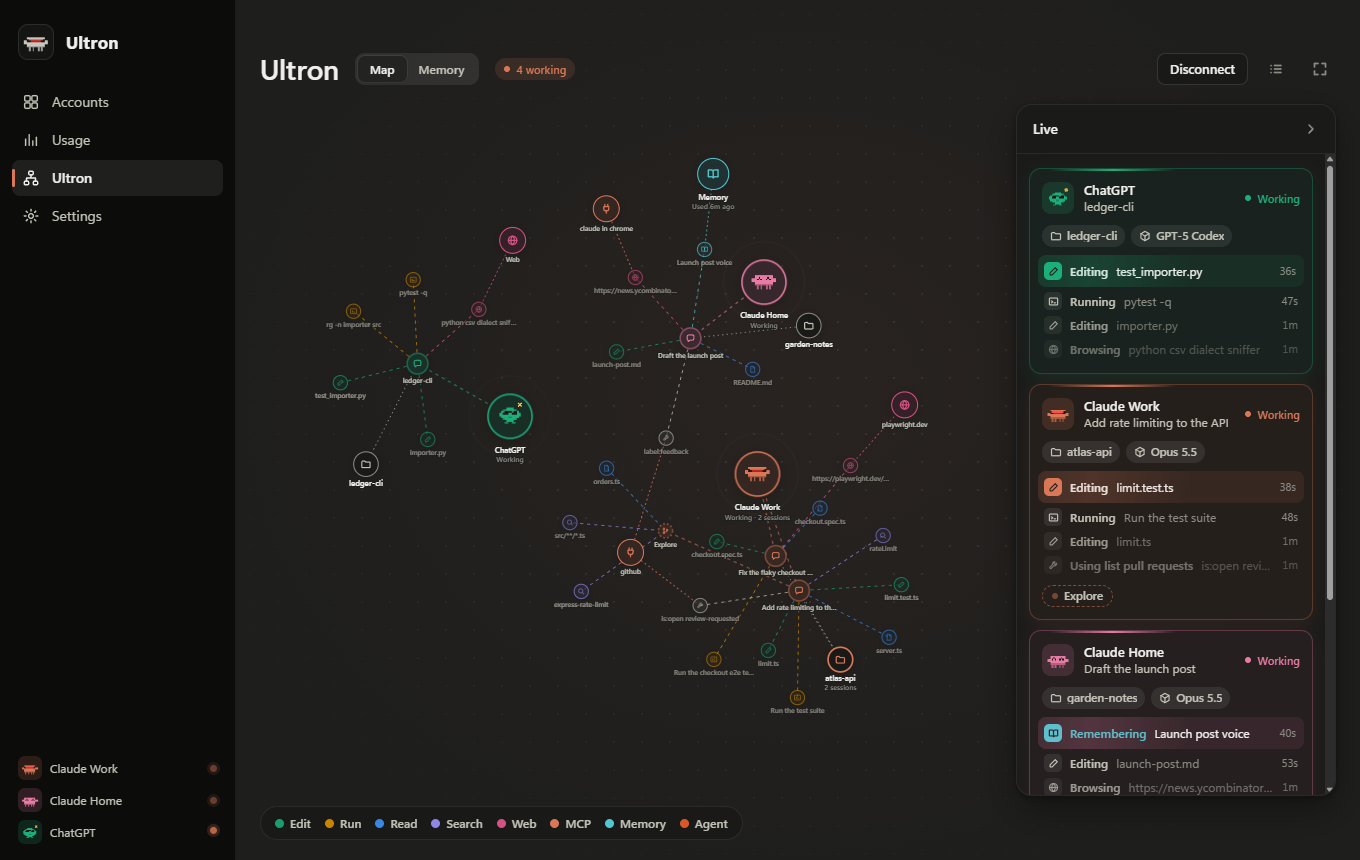 Ultron
Accounts
Usage
Ultron
Settings
Claude Work
Claude Home
ChatGPT
Ultron
Map
Memory
4 working
Disconnect
Memory
Used 6m ago
claude in chrome
Web
Launch post voice
https://news.ycombinato...
pytest -q
rg -n importer src
python csv dialect snif...
Claude Home
Working
garden-notes
Draft the launch post
launch-post.md
README.md
ledger-cli
test_importer.py
importer.py
ChatGPT
Working
ledger-cli
playwright.dev
label:feedback
orders.ts
Claude Work
Working · 2 sessions
https://playwright.dev/...
checkout.spec.ts
src/**/*.ts
Explore
checkout.spec.ts
rateLimit
github
Fix the flaky checkout ...
express-rate-limit
Add rate limiting to th...
limit.test.ts
is:open review-requested
server.ts
limit.ts
Run the checkout e2e te...
atlas-api
2 sessions
Run the test suite
Edit
Run
Read
Search
Web
MCP
Memory
Agent
Live
ChatGPT
ledger-cli
Working
ledger-cli
GPT-5 Codex
Editing test_importer.py 36s
Running pytest -q 47s
Editing importer.py 1m
Browsing python csv dialect sniffer 1m
Claude Work
Add rate limiting to the API
Working
atlas-api
Opus 5.5
Editing limit.test.ts 38s
Running Run the test suite 48s
Editing limit.ts 1m
Using list pull requests is:open revi... 1m
Explore
Claude Home
Draft the launch post
Working
garden-notes
Opus 5.5
Remembering Launch post voice 40s
Editing launch-post.md 53s
Browsing https://news.ycombinator... 1m